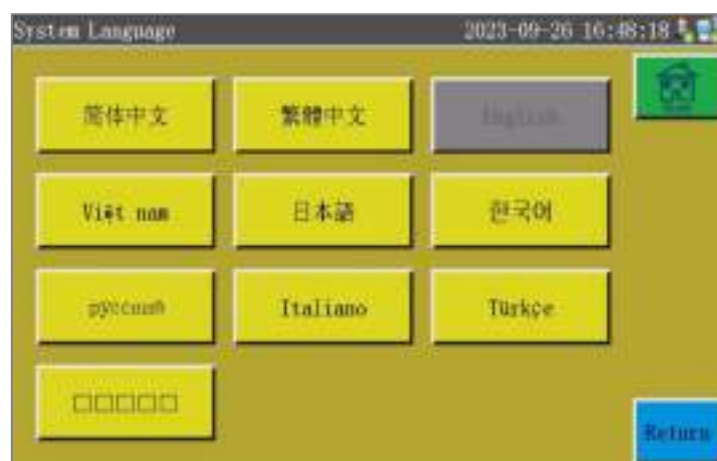 System Language 2023-09-26 16:48:18
简体中文 繁體中文 English
Việt nam 日本語 한국어
русский Italiano Türkçe
□□□□□
Return